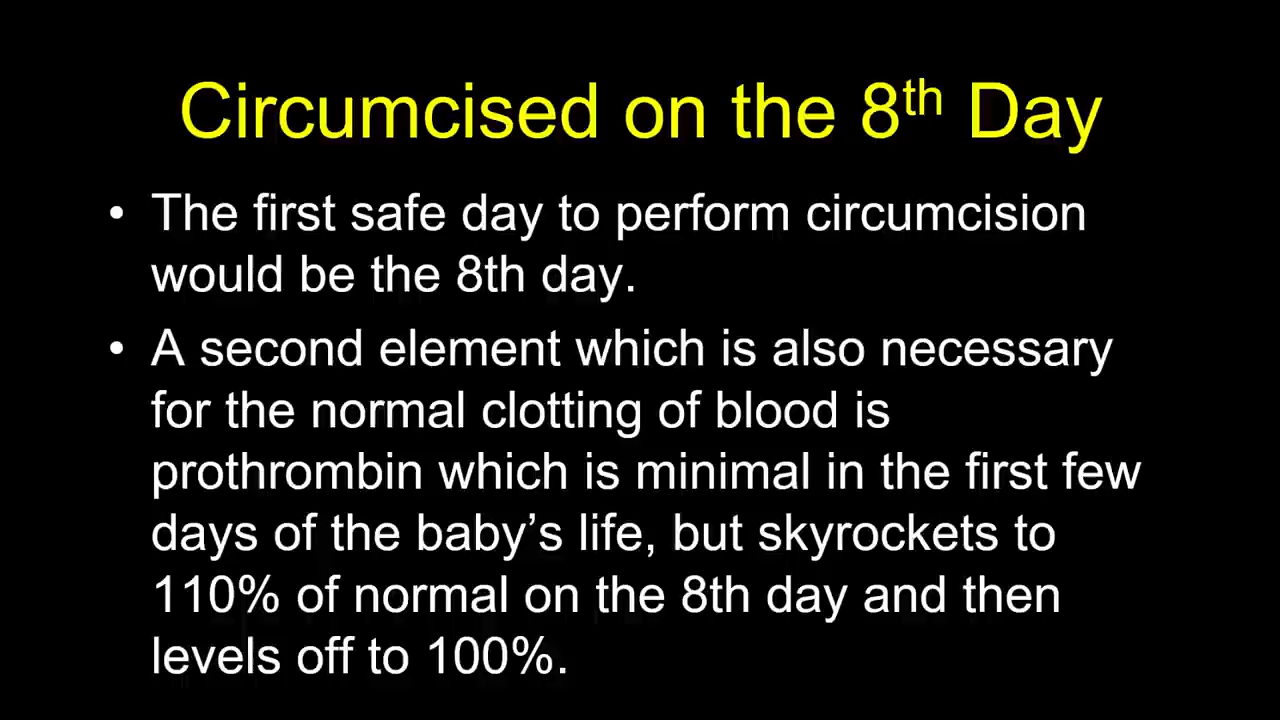 Circumcised on the 8th Day
• The first safe day to perform circumcision
would be the 8th day.
• A second element which is also necessary
for the normal clotting of blood is
prothrombin which is minimal in the first few
days of the baby’s life, but skyrockets to
110% of normal on the 8th day and then
levels off to 100%.